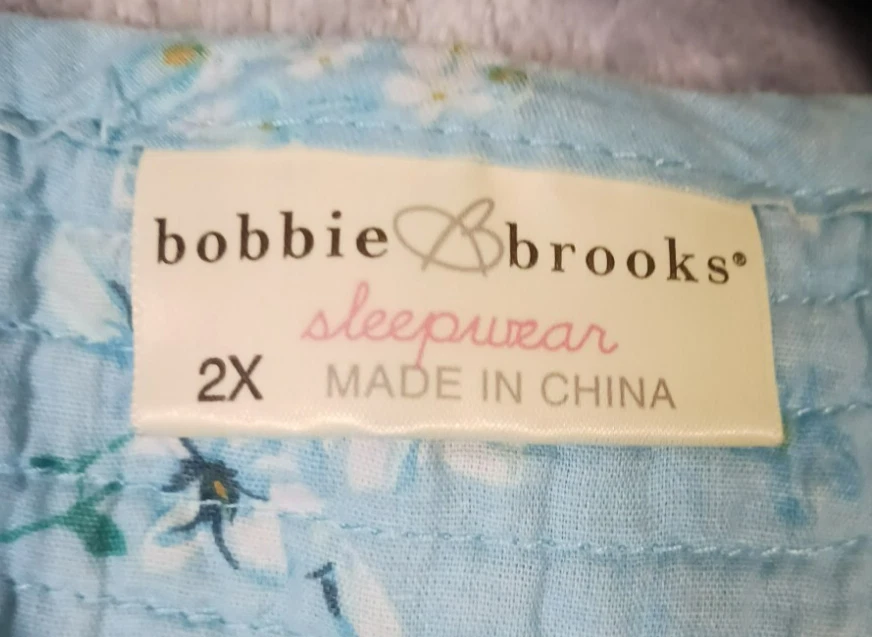 bobbie B brooks®
sleepwear
2X MADE IN CHINA